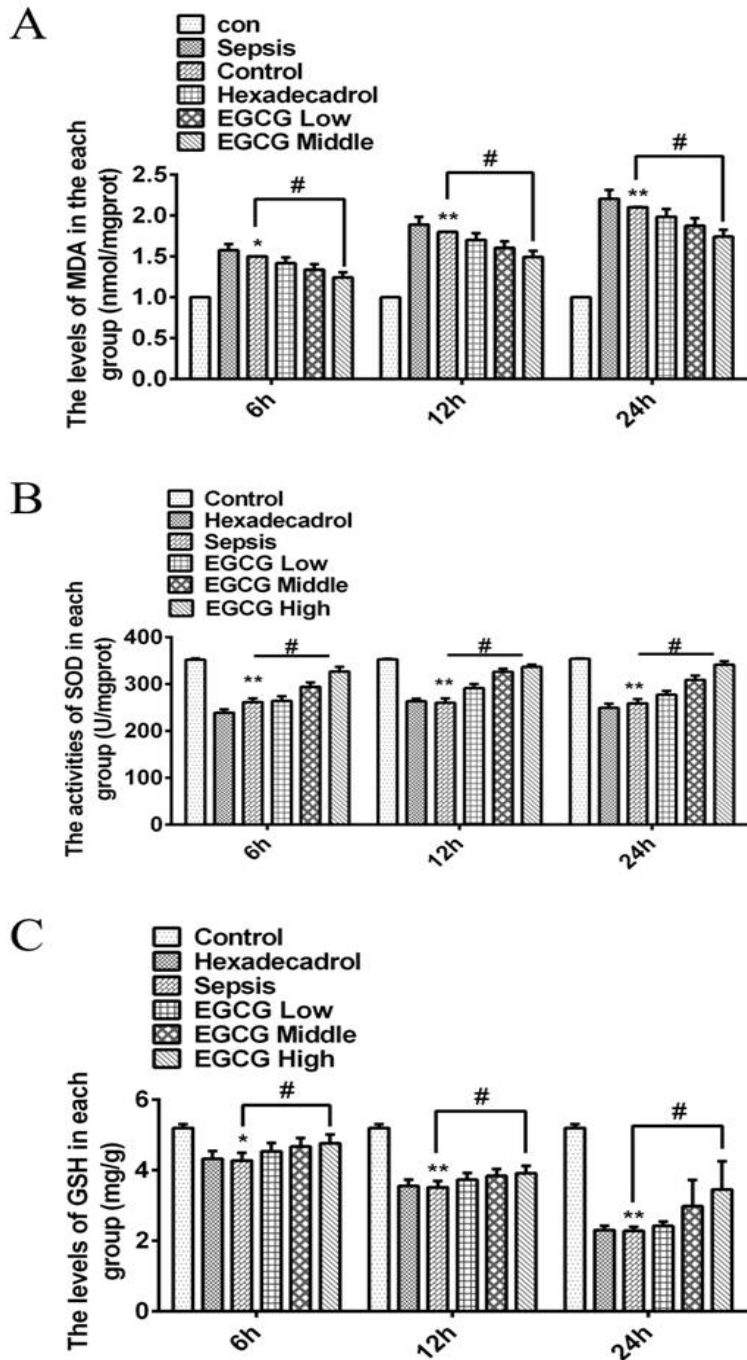 A
con
Sepsis
Control
Hexadecadrol
EGCG Low
EGCG Middle
The levels of MDA in the each
group (nmol/mgprot)
2.5
2.0
1.5
1.0
0.5
0.0
#
*
#
**
#
**
6h
12h
24h
B
Control
Hexadecadrol
Sepsis
EGCG Low
EGCG Middle
EGCG High
The activities of SOD in each
group (U/mgprot)
400
300
200
100
0
#
**
#
**
#
**
6h
12h
24h
C
Control
Hexadecadrol
Sepsis
EGCG Low
EGCG Middle
EGCG High
The levels of GSH in each
group (mg/g)
6
4
2
0
#
*
#
**
#
**
6h
12h
24h